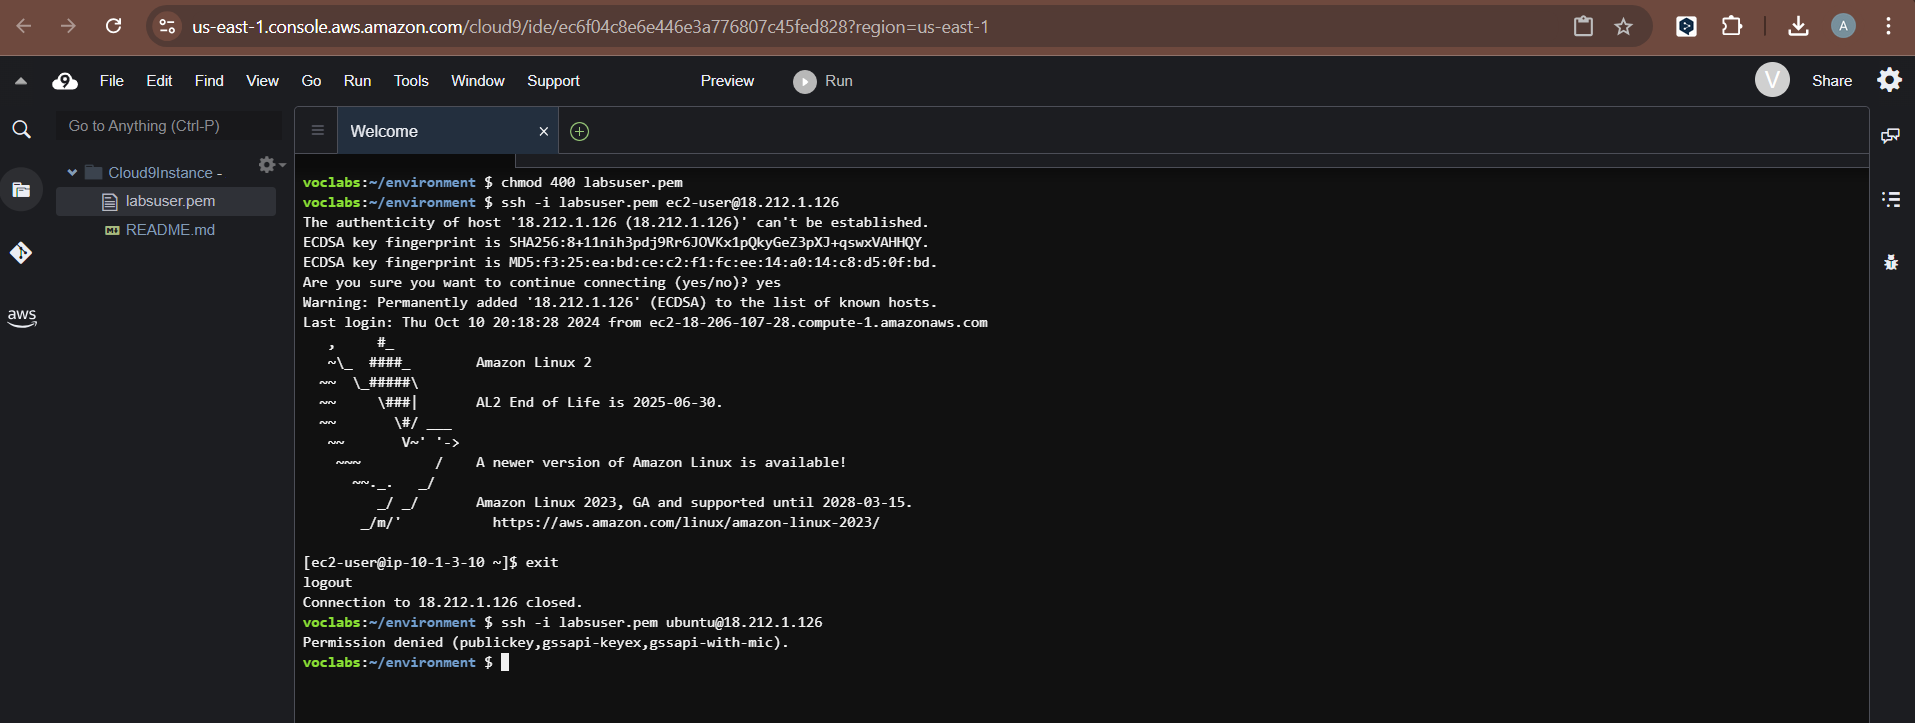 us-east-1.console.aws.amazon.com/cloud9/ide/ec6f04c8e6e446e3a776807c45fed828?region=us-east-1
A
9 File Edit Find View Go Run Tools Window Support Preview Run V Share
Go to Anything (Ctrl-P)
Welcome
Cloud9Instance -
labsuser.pem
README.md
aws
voclabs:~/environment $ chmod 400 labsuser.pem
voclabs:~/environment $ ssh -i labsuser.pem ec2-user@18.212.1.126
The authenticity of host '18.212.1.126 (18.212.1.126)' can't be established.
ECDSA key fingerprint is SHA256:8+11nih3pdj9Rr6JOVKx1pQkyGeZ3pXJ+qswxVAHHQY.
ECDSA key fingerprint is MD5:f3:25:ea:bd:ce:c2:f1:fc:ee:14:a0:14:c8:d5:0f:bd.
Are you sure you want to continue connecting (yes/no)? yes
Warning: Permanently added '18.212.1.126' (ECDSA) to the list of known hosts.
Last login: Thu Oct 10 20:18:28 2024 from ec2-18-206-107-28.compute-1.amazonaws.com
   ,     #_
   ~\_  ####_        Amazon Linux 2
  ~~  \_#####\
  ~~     \###|       AL2 End of Life is 2025-06-30.
  ~~       \#/ ___
   ~~       V~' '->
    ~~~         /    A newer version of Amazon Linux is available!
      ~~._.   _/
         _/ _/       Amazon Linux 2023, GA and supported until 2028-03-15.
       _/m/'           https://aws.amazon.com/linux/amazon-linux-2023/
[ec2-user@ip-10-1-3-10 ~]$ exit
logout
Connection to 18.212.1.126 closed.
voclabs:~/environment $ ssh -i labsuser.pem ubuntu@18.212.1.126
Permission denied (publickey,gssapi-keyex,gssapi-with-mic).
voclabs:~/environment $